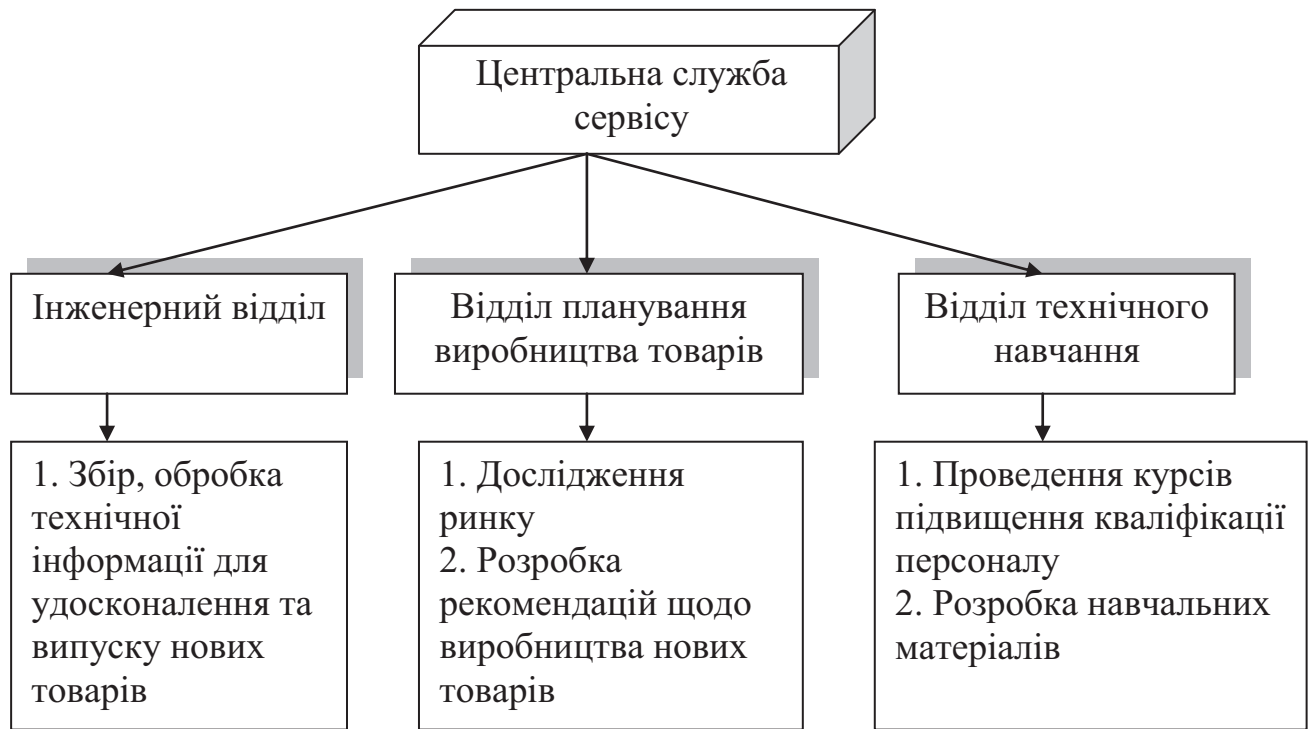 Центральна служба
сервісу
Інженерний відділ
Відділ планування
виробництва товарів
Відділ технічного
навчання
1. Збір, обробка
технічної
інформації для
удосконалення та
випуску нових
товарів
1. Дослідження
ринку
2. Розробка
рекомендацій щодо
виробництва нових
товарів
1. Проведення курсів
підвищення кваліфікації
персоналу
2. Розробка навчальних
матеріалів